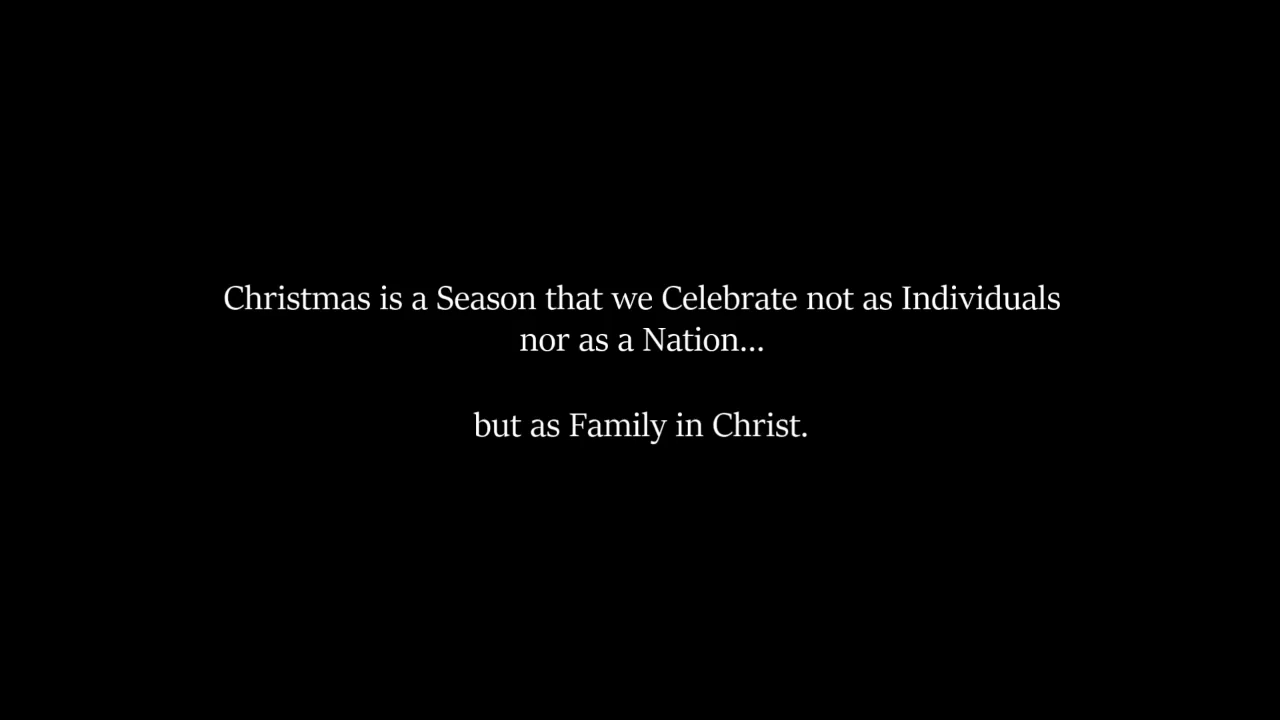 Christmas is a Season that we Celebrate not as Individuals
nor as a Nation...
but as Family in Christ.